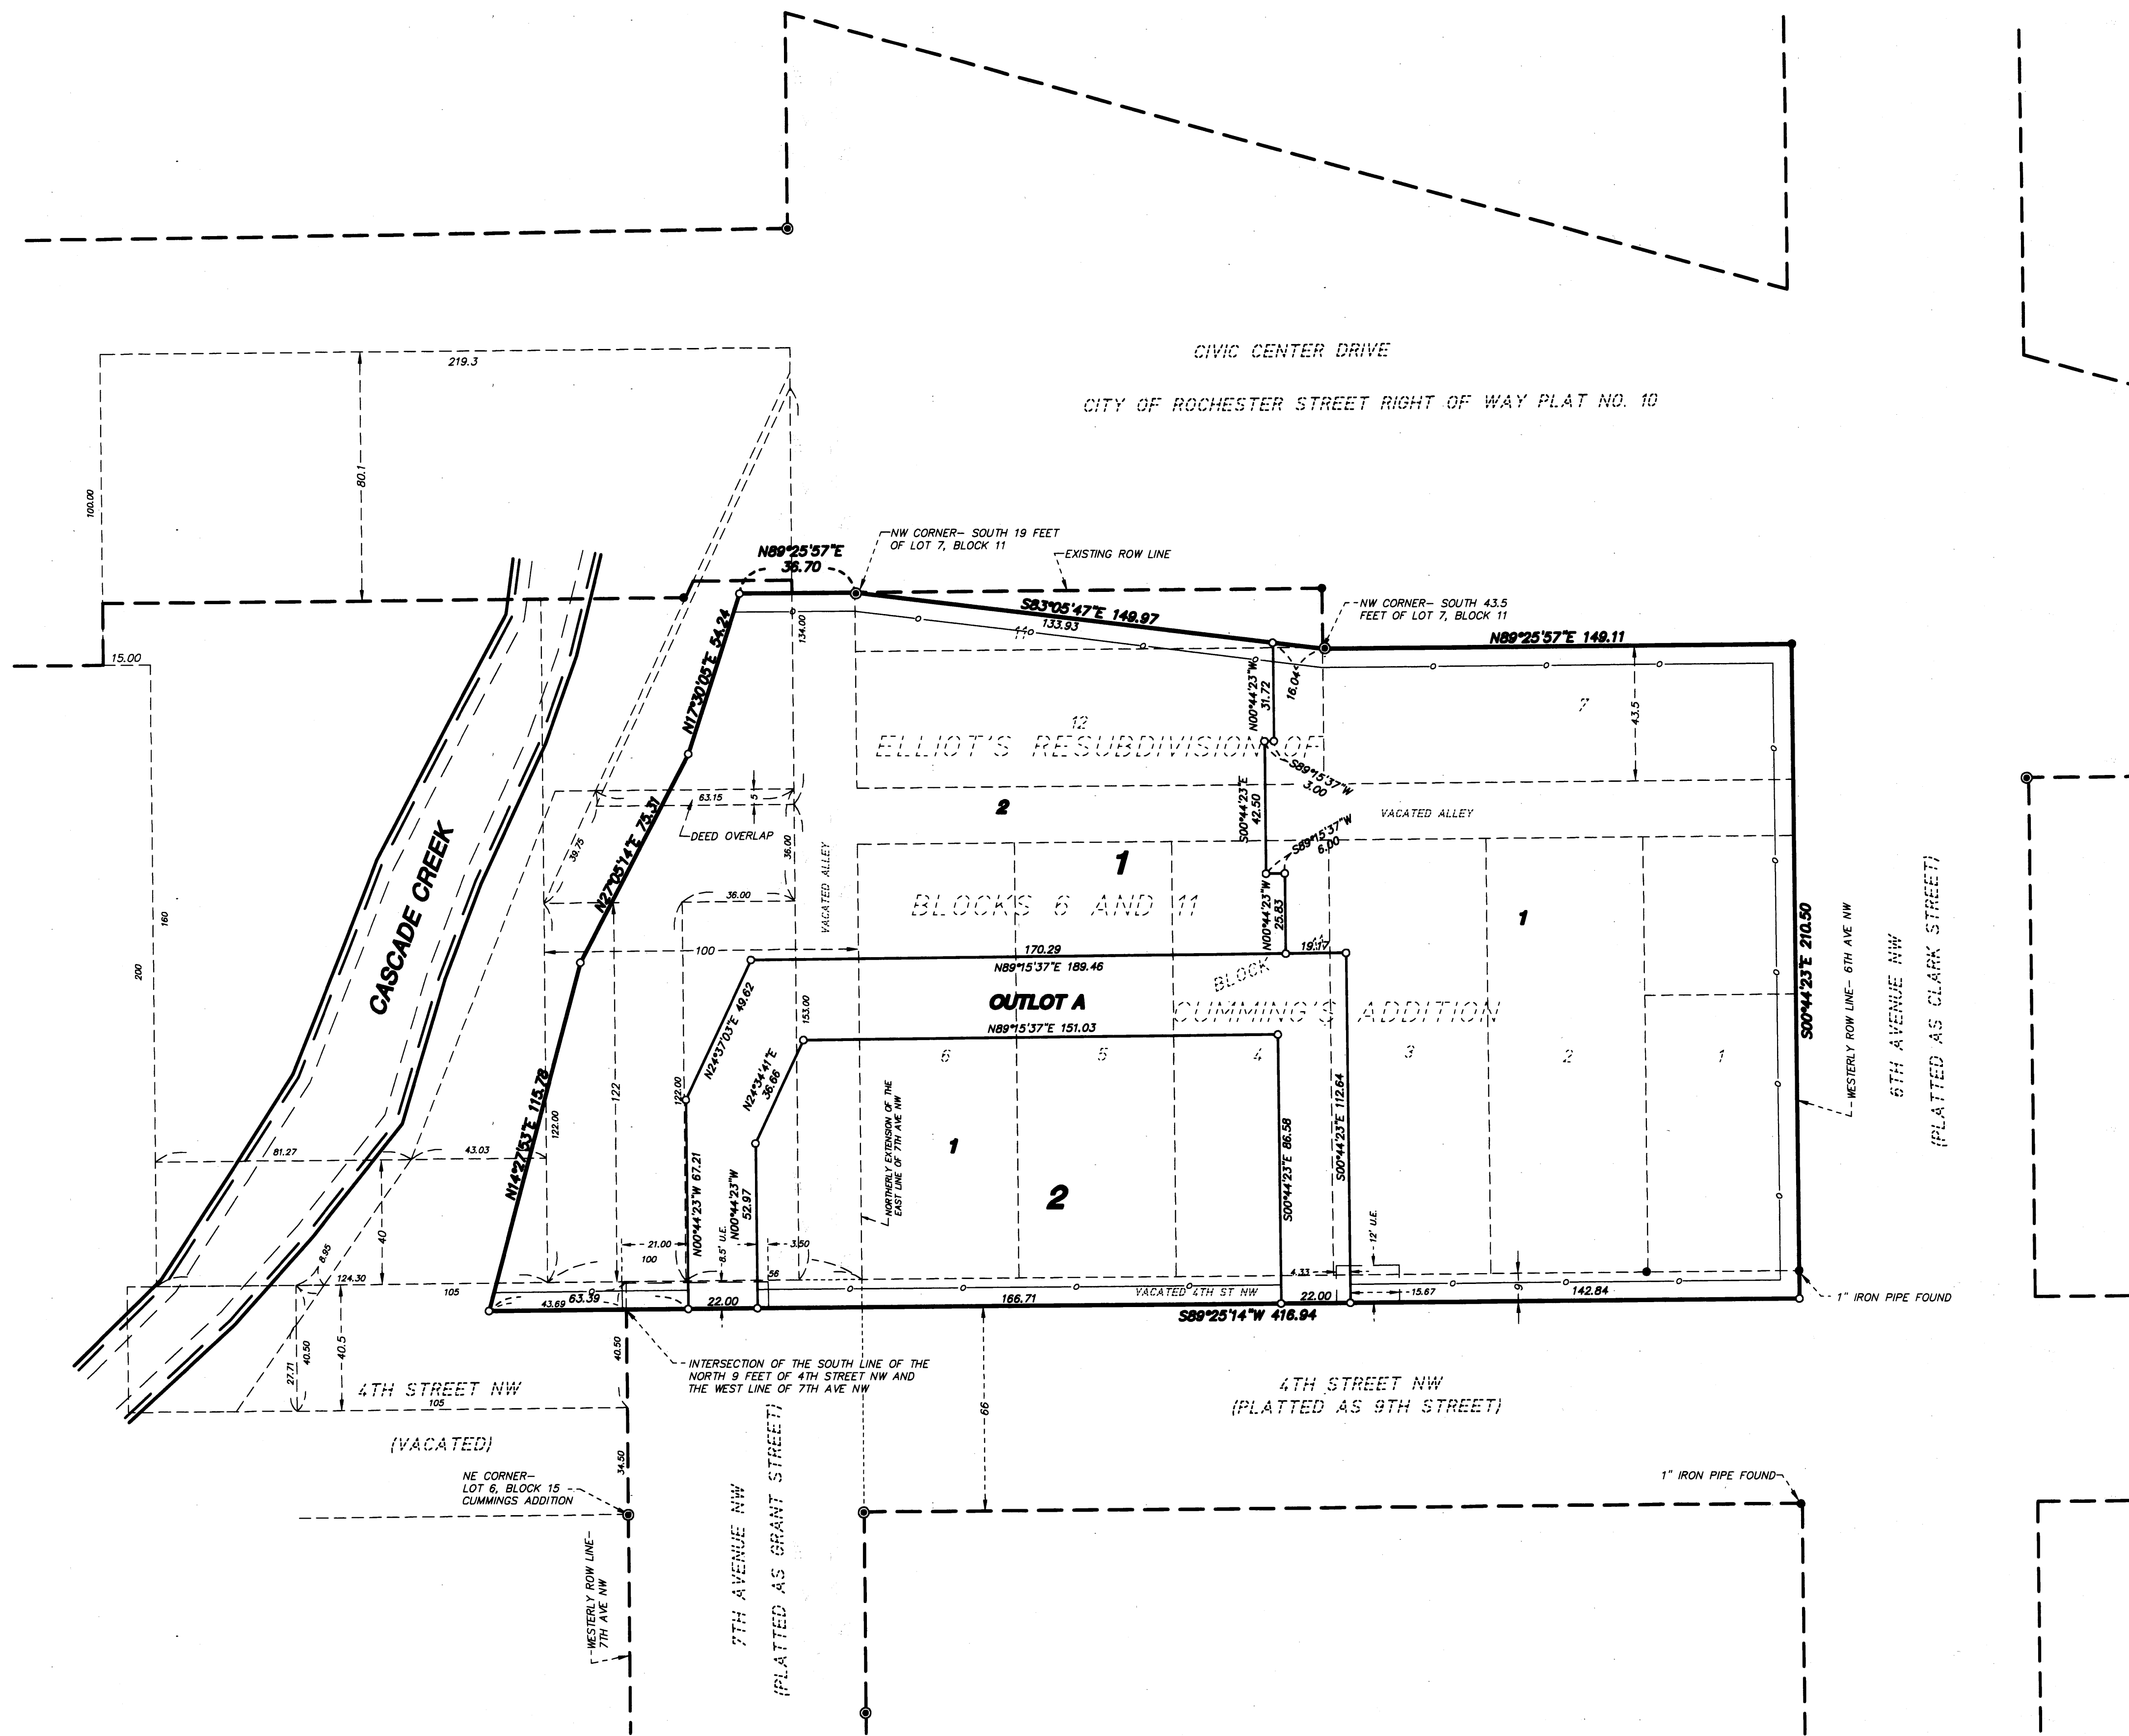 CIVIC CENTER DRIVE
CITY OF ROCHESTER STREET RIGHT OF WAY PLAT NO. 10
219.3
80.1
100.00
15.00
160
200
CASCADE CREEK
NW CORNER- SOUTH 19 FEET
OF LOT 7, BLOCK 11
EXISTING ROW LINE
N89°25'57"E
36.70
S83°05'47"E 149.97
133.93
11
NW CORNER- SOUTH 43.5
FEET OF LOT 7, BLOCK 11
N89°25'57"E 149.11
134.00
N17°30'05"E 54.24
N00°44'23"W
31.72
16.04
7
43.5
12
ELLIOT'S RESUBDIVISION OF
S89°15'37"W
3.00
63.15
5
DEED OVERLAP
39.75
36.00
2
S00°44'23"E
42.50
VACATED ALLEY
S89°15'37"W
6.00
N27°05'14"E 75.31
VACATED ALLEY
1
36.00
BLOCKS 6 AND 11
N00°44'23"W
25.83
1
S00°44'23"E 210.50
WESTERLY ROW LINE- 6TH AVE NW
6TH AVENUE NW
(PLATTED AS CLARK STREET)
100
170.29
19.17
11
N89°15'37"E 189.46
BLOCK
OUTLOT A
CUMMING'S ADDITION
N89°15'37"E 151.03
153.00
N24°37'03"E 49.62
N24°34'41"E
36.66
6
5
4
3
2
1
122.00
122
122.00
N14°27'53"E 115.78
NORTHERLY EXTENSION OF THE
EAST LINE OF 7TH AVE NW
1
2
S00°44'23"E 86.58
S00°44'23"E 112.64
81.27
43.03
40
N00°44'23"W 67.21
N00°44'23"W
52.97
8.5' U.E.
12' U.E.
21.00
3.50
100
56
8.95
124.30
105
4.33
9
63.39
43.69
22.00
166.71
VACATED 4TH ST NW
22.00
15.67
142.84
S89°25'14"W 416.94
1" IRON PIPE FOUND
27.71
40.50
40.5
40.50
INTERSECTION OF THE SOUTH LINE OF THE
NORTH 9 FEET OF 4TH STREET NW AND
THE WEST LINE OF 7TH AVE NW
4TH STREET NW
105
(VACATED)
34.50
66
4TH STREET NW
(PLATTED AS 9TH STREET)
NE CORNER-
LOT 6, BLOCK 15
CUMMINGS ADDITION
1" IRON PIPE FOUND
WESTERLY ROW LINE-
7TH AVE NW
7TH AVENUE NW
(PLATTED AS GRANT STREET)